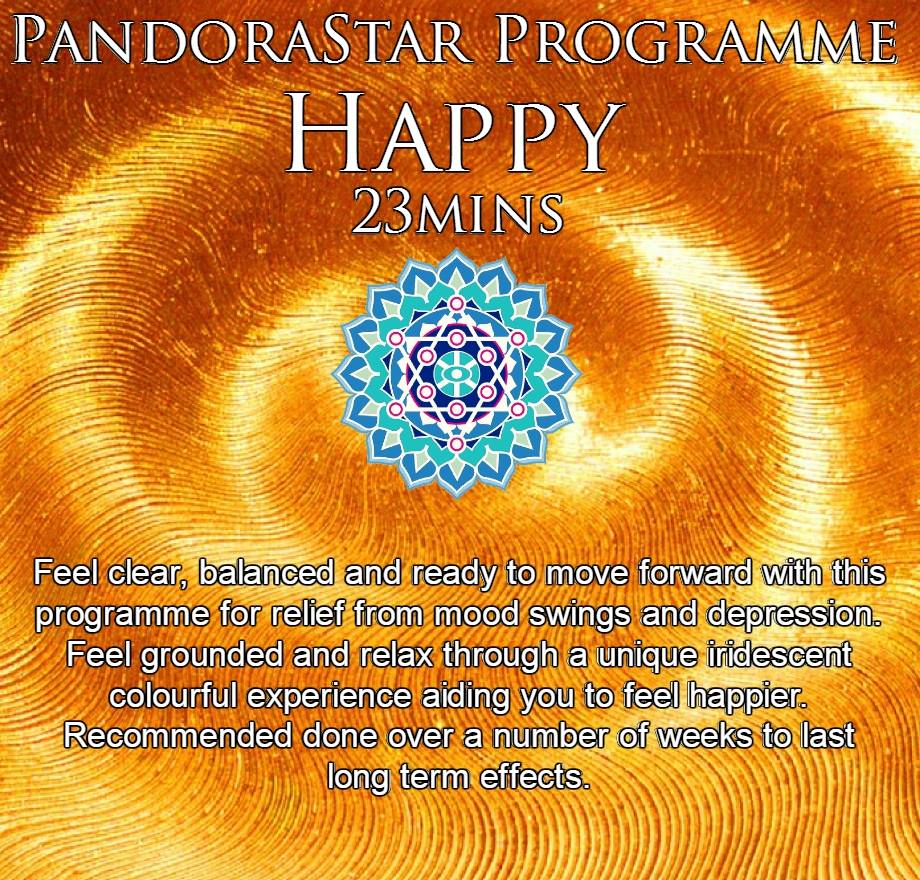 PandoraStar Programme
Happy
23mins
Feel clear, balanced and ready to move forward with this
programme for relief from mood swings and depression.
Feel grounded and relax through a unique iridescent
colourful experience aiding you to feel happier.
Recommended done over a number of weeks to last
long term effects.